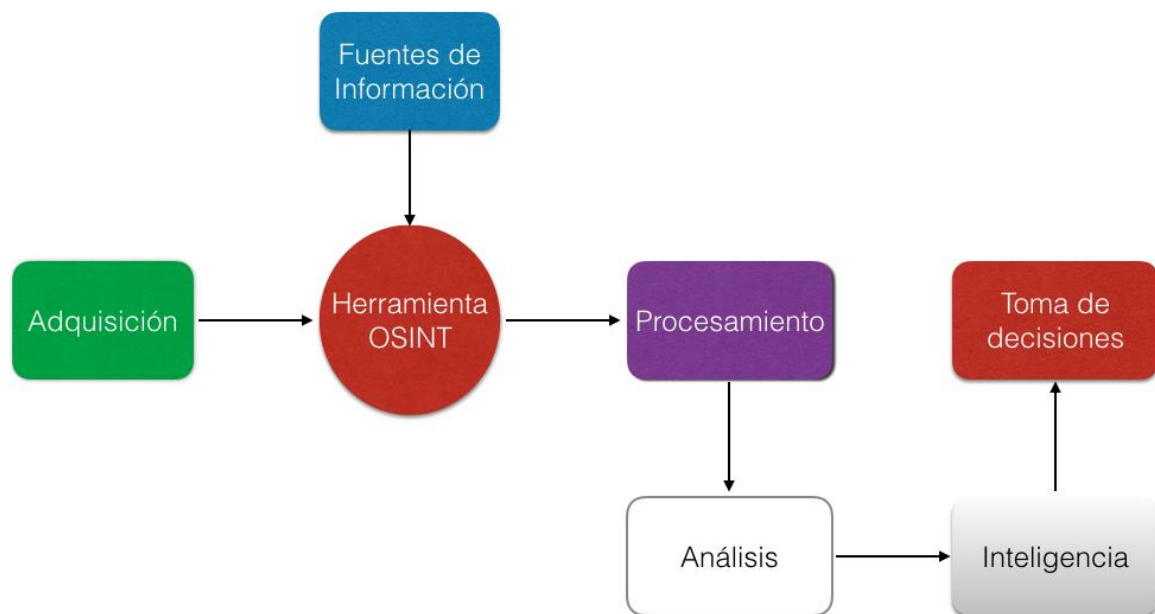 Fuentes de
Información
Adquisición
Herramienta
OSINT
Procesamiento
Toma de
decisiones
Análisis
Inteligencia